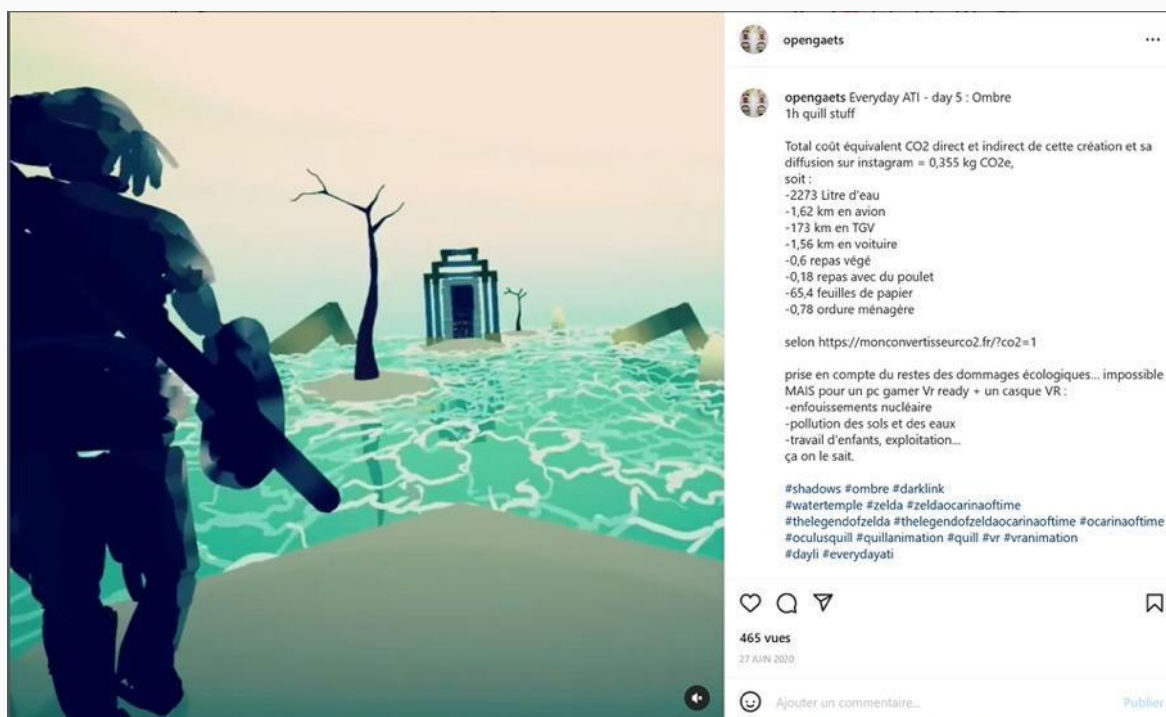 opengaets
opengaets Everyday ATI - day 5 : Ombre
1h quill stuff
Total coût équivalent CO2 direct et indirect de cette création et sa
diffusion sur instagram = 0,355 kg CO2e,
soit :
-2273 Litre d'eau
-1,62 km en avion
-173 km en TGV
-1,56 km en voituire
-0,6 repas végé
-0,18 repas avec du poulet
-65,4 feuilles de papier
-0,78 ordure ménagère
selon https://monconvertisseurco2.fr/?co2=1
prise en compte du restes des dommages écologiques... impossible
MAIS pour un pc gamer Vr ready + un casque VR :
-enfouissements nucléaire
-pollution des sols et des eaux
-travail d'enfants, exploitation...
ça on le sait.
#shadows #ombre #darklink
#watertemple #zelda #zeldaocarinaoftime
#thelegendofzelda #thelegendofzeldaocarinaoftime #ocarinaoftime
#oculusquill #quillanimation #quill #vr #vranimation
#dayli #everydayati
465 vues
27 JUIN 2020
Ajouter un commentaire...
Publier